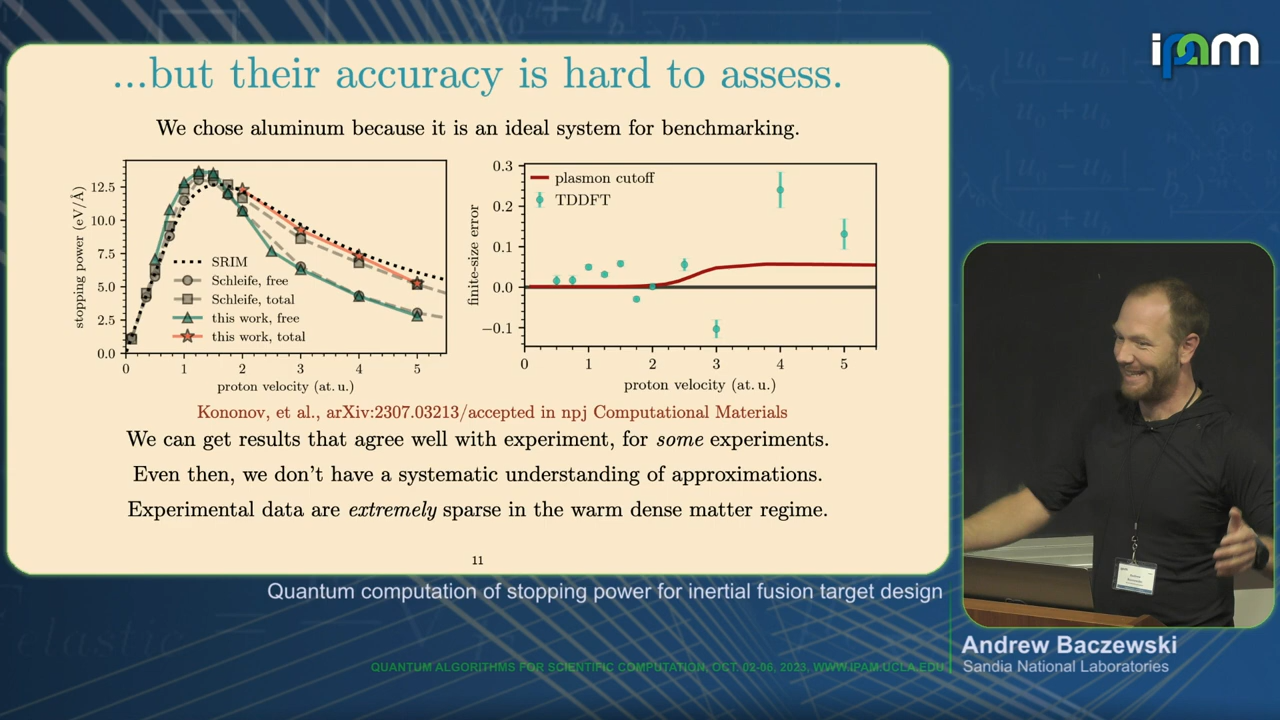 ipam
...but their accuracy is hard to assess.
We chose aluminum because it is an ideal system for benchmarking.
stopping power (eV/Å)
12.5
10.0
7.5
5.0
2.5
0.0
SRIM
Schleife, free
Schleife, total
this work, free
this work, total
0 1 2 3 4 5
proton velocity (at. u.)
finite-size error
0.3
0.2
0.1
0.0
−0.1
plasmon cutoff
TDDFT
0 1 2 3 4 5
proton velocity (at. u.)
Kononov, et al., arXiv:2307.03213/accepted in npj Computational Materials
We can get results that agree well with experiment, for some experiments.
Even then, we don't have a systematic understanding of approximations.
Experimental data are extremely sparse in the warm dense matter regime.
11
Quantum computation of stopping power for inertial fusion target design
Andrew Baczewski
Sandia National Laboratories
QUANTUM ALGORITHMS FOR SCIENTIFIC COMPUTATION, OCT. 02-06, 2023, WWW.IPAM.UCLA.EDU
elastic